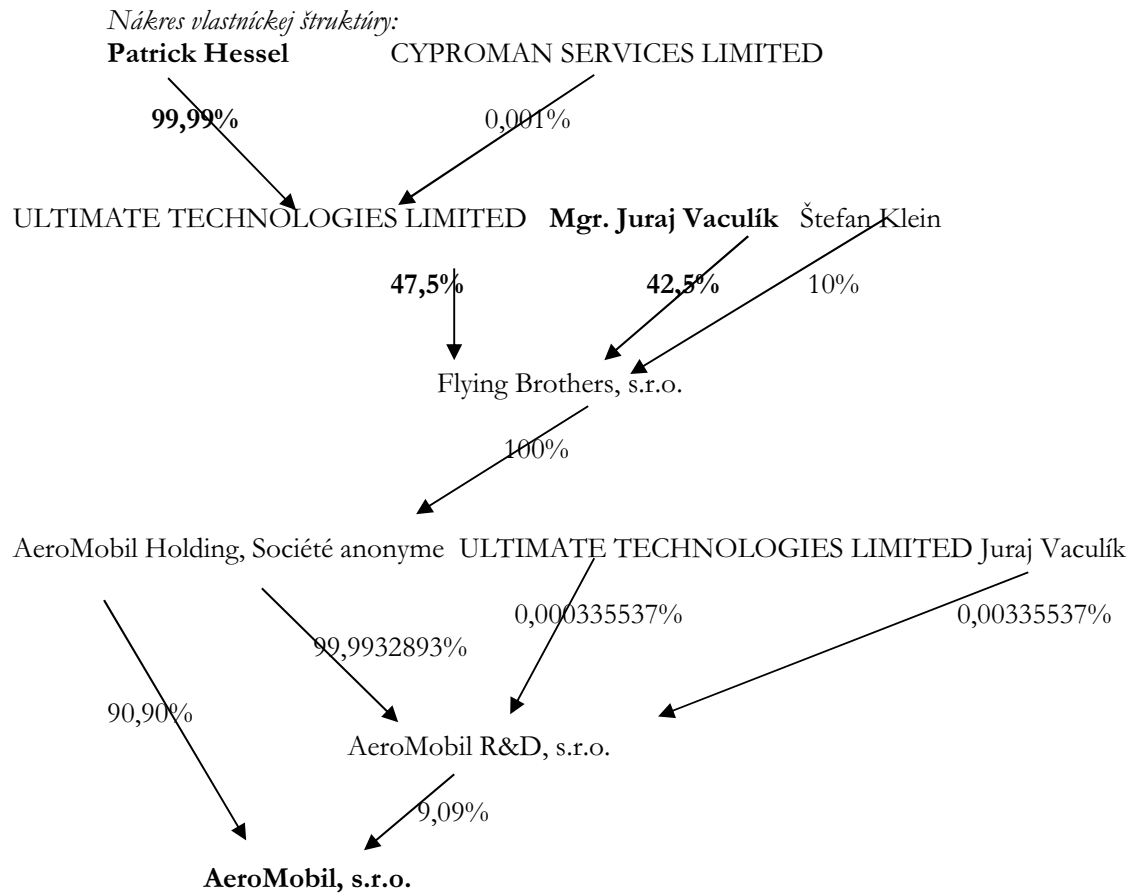 Nákres vlastníckej štruktúry:
Patrick Hessel CYPROMAN SERVICES LIMITED
99,99% 0,001%
ULTIMATE TECHNOLOGIES LIMITED Mgr. Juraj Vaculík Štefan Klein
47,5% 42,5% 10%
Flying Brothers, s.r.o.
100%
AeroMobil Holding, Société anonyme ULTIMATE TECHNOLOGIES LIMITED Juraj Vaculík
0,000335537% 0,00335537%
99,9932893%
90,90%
AeroMobil R&D, s.r.o.
9,09%
AeroMobil, s.r.o.